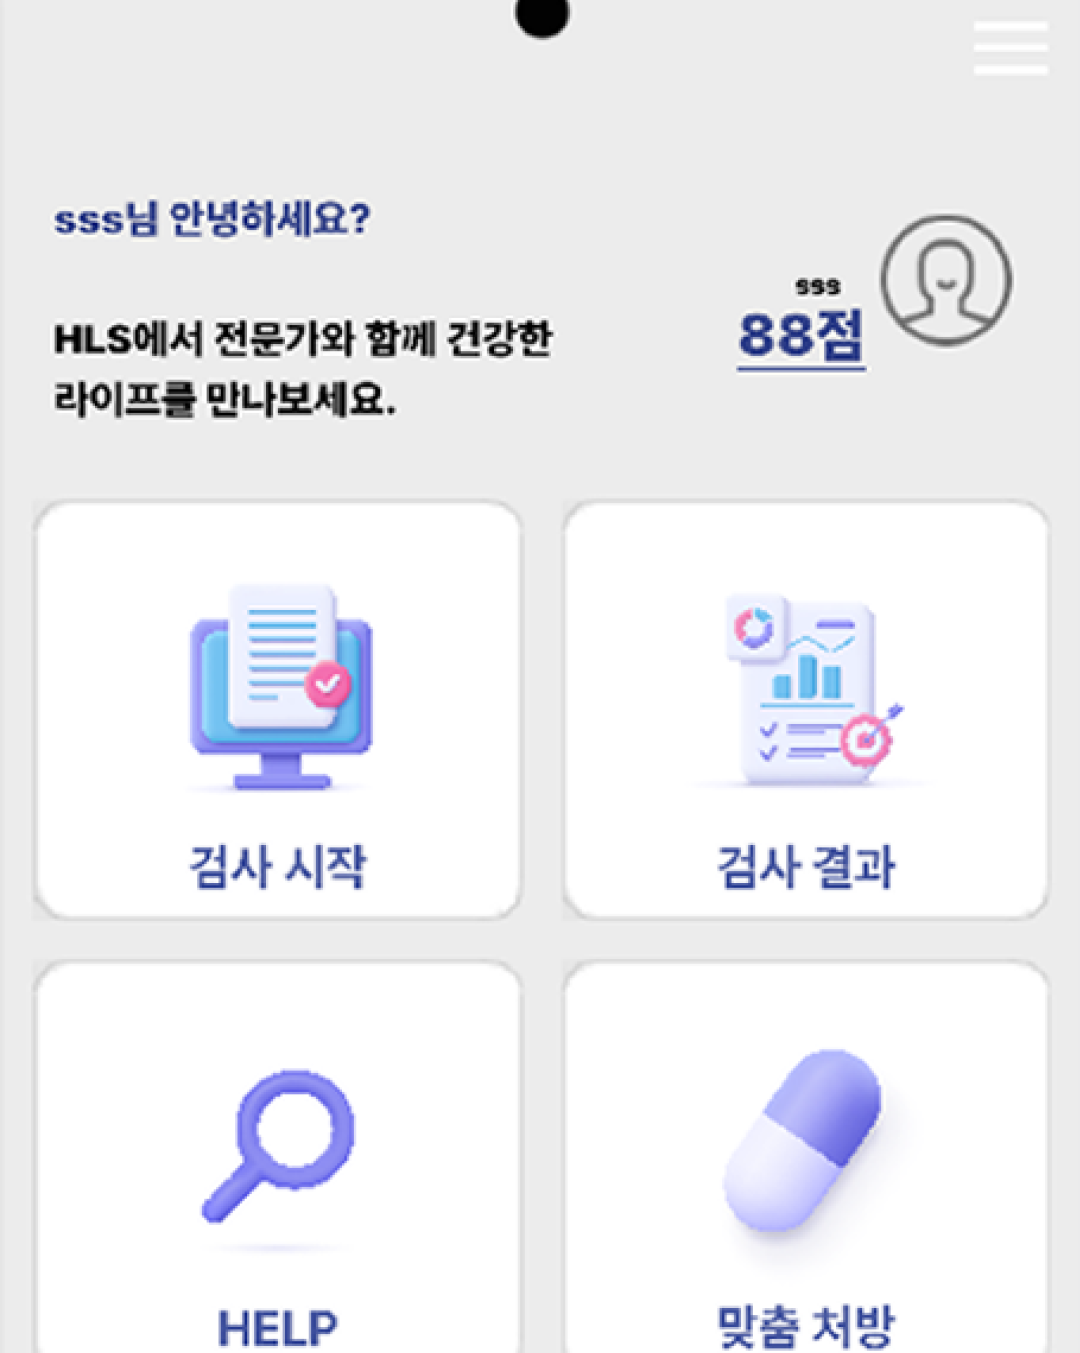 sss님 안녕하세요?
HLS에서 전문가와 함께 건강한
라이프를 만나보세요.
sss
88점
검사 시작
검사 결과
HELP
맞춤 처방